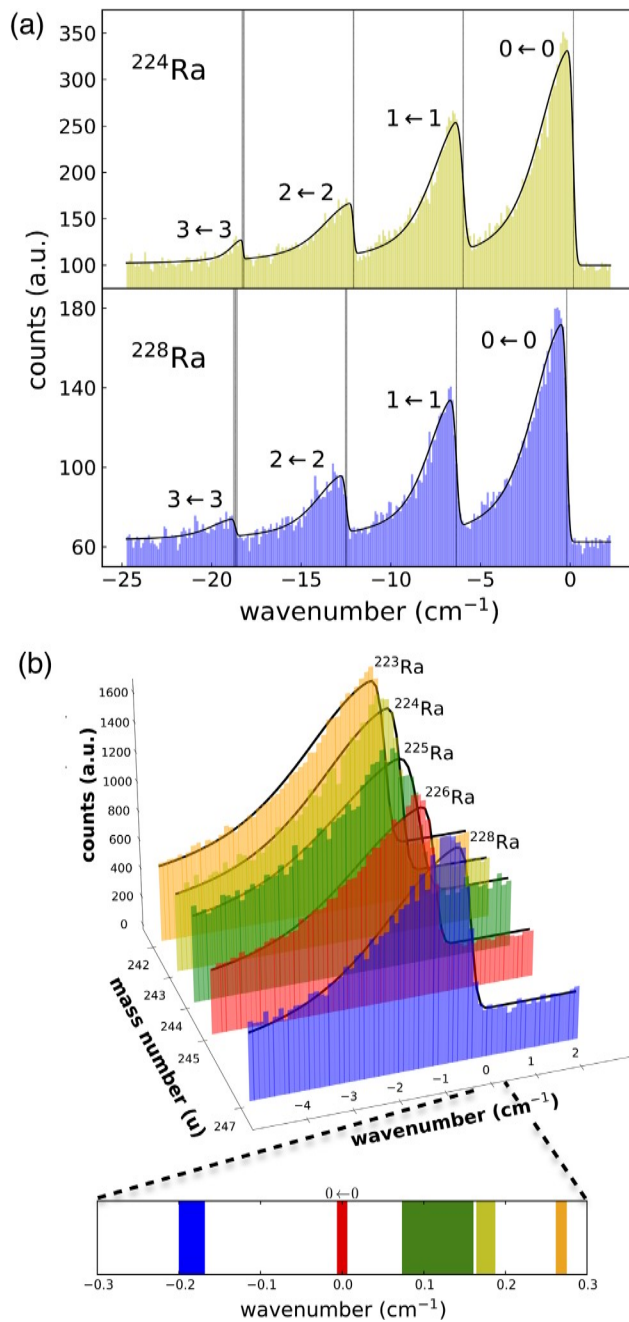 (a)
350
300
250
200
150
100
²²⁴Ra
0←0
1←1
2←2
3←3
counts (a.u.)
180
140
100
60
²²⁸Ra
0←0
1←1
2←2
3←3
−25 −20 −15 −10 −5 0
wavenumber (cm⁻¹)
(b)
1600
1400
1200
1000
800
600
400
200
0
counts (a.u.)
²²³Ra
²²⁴Ra
²²⁵Ra
²²⁶Ra
²²⁸Ra
242
243
244
245
247
mass number (u)
−4 −3 −2 −1 0 1 2
wavenumber (cm⁻¹)
0←0
−0.3 −0.2 −0.1 0.0 0.1 0.2 0.3
wavenumber (cm⁻¹)